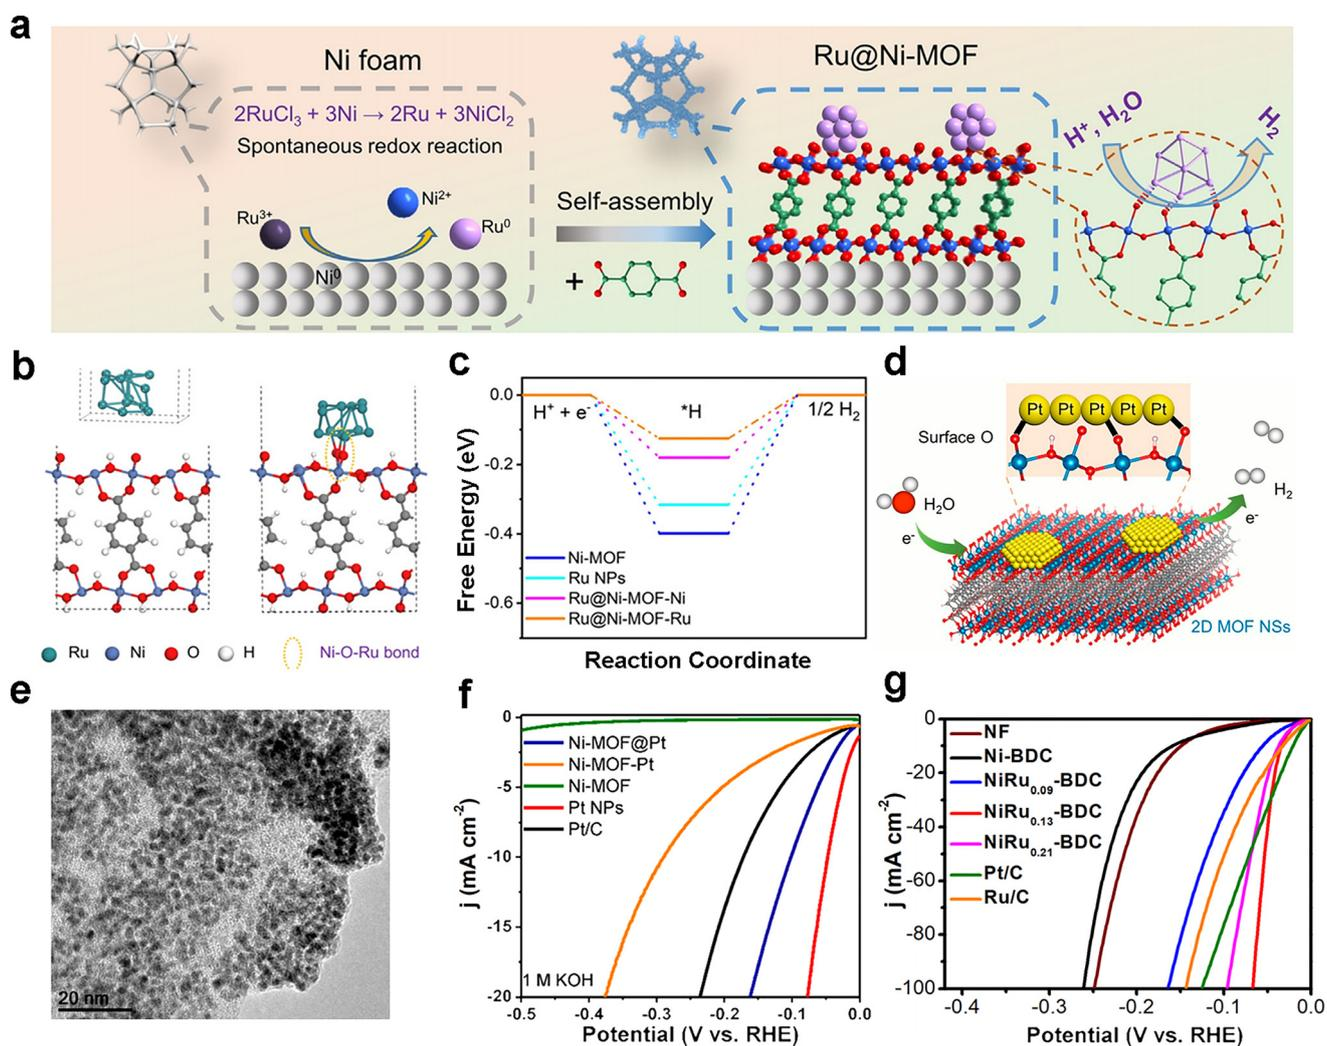 a
Ni foam
2RuCl3 + 3Ni → 2Ru + 3NiCl2
Spontaneous redox reaction
Ru3+
Ni2+
Ru0
Ni0
Self-assembly
+
Ru@Ni-MOF
H+, H2O
H2
b
Ru
Ni
O
H
Ni-O-Ru bond
c
Free Energy (eV)
0.0
-0.2
-0.4
-0.6
H+ + e-
*H
1/2 H2
Ni-MOF
Ru NPs
Ru@Ni-MOF-Ni
Ru@Ni-MOF-Ru
Reaction Coordinate
d
Pt Pt Pt Pt Pt
Surface O
H2O
e-
H2
e-
2D MOF NSs
e
20 nm
f
j (mA cm-2)
0
-5
-10
-15
-20
Ni-MOF@Pt
Ni-MOF-Pt
Ni-MOF
Pt NPs
Pt/C
1 M KOH
-0.5 -0.4 -0.3 -0.2 -0.1 0.0
Potential (V vs. RHE)
g
j (mA cm-2)
0
-20
-40
-60
-80
-100
NF
Ni-BDC
NiRu0.09-BDC
NiRu0.13-BDC
NiRu0.21-BDC
Pt/C
Ru/C
-0.4 -0.3 -0.2 -0.1 0.0
Potential (V vs. RHE)